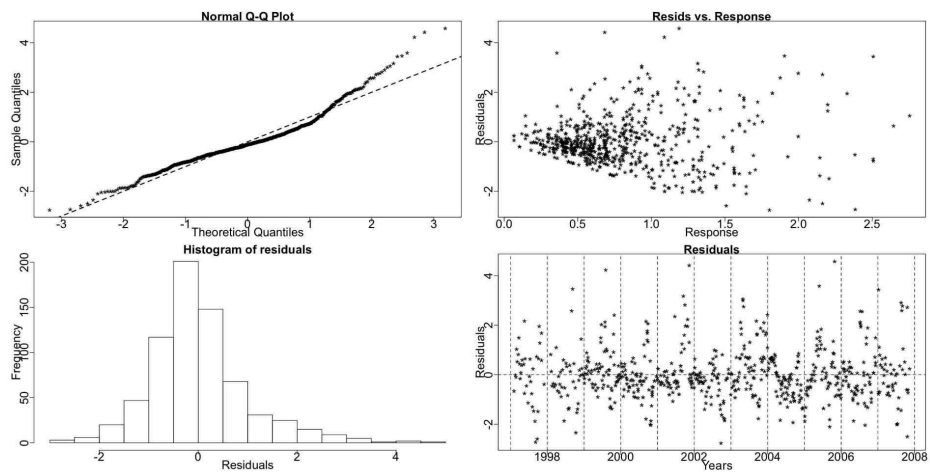 Normal Q-Q Plot
Sample Quantiles
-2 0 2 4
-3 -2 -1 0 1 2 3
Theoretical Quantiles
Resids vs. Response
Residuals
-2 0 2 4
0.0 0.5 1.0 1.5 2.0 2.5
Response
Histogram of residuals
Frequency
0 50 100 150 200
-2 0 2 4
Residuals
Residuals
Residuals
-2 0 2 4
1998 2000 2002 2004 2006 2008
Years